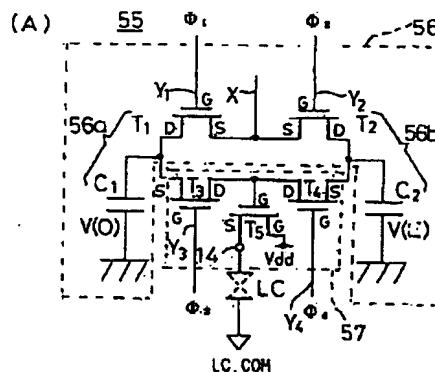 (A) 55 Φ₁ Φ₂ 56
Y₁ X Y₂
G G
56a T₁ D S S D T₂ 56b
C₁ S T₃ D D T₄ S C₂
V(O) G S T₅ G G V(E)
Y₃ 14 Vdd
LC
Φ₃ Y₄ Φ₄ 57
LC.COM